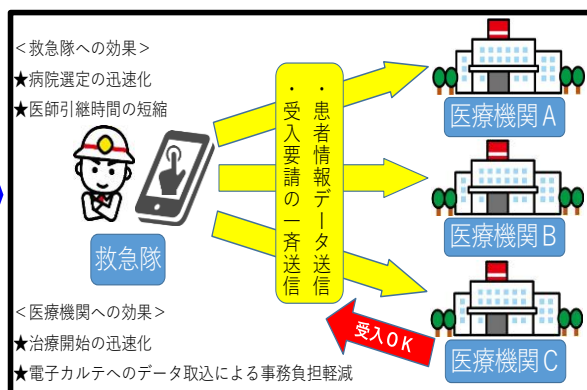 ＜救急隊への効果＞
★病院選定の迅速化
★医師引継時間の短縮
救急隊
・患者情報データ送信
・受入要請の一斉送信
医療機関A
医療機関B
医療機関C
受入OK
＜医療機関への効果＞
★治療開始の迅速化
★電子カルテへのデータ取込による事務負担軽減